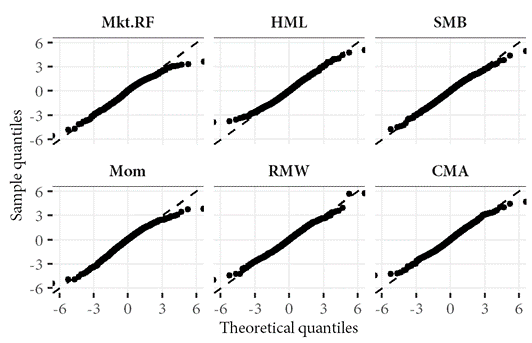 Mkt.RF HML SMB
6
3
0
-3
-6
Sample quantiles
Mom RMW CMA
6
3
0
-3
-6
-6 -3 0 3 6 -6 -3 0 3 6 -6 -3 0 3 6
Theoretical quantiles